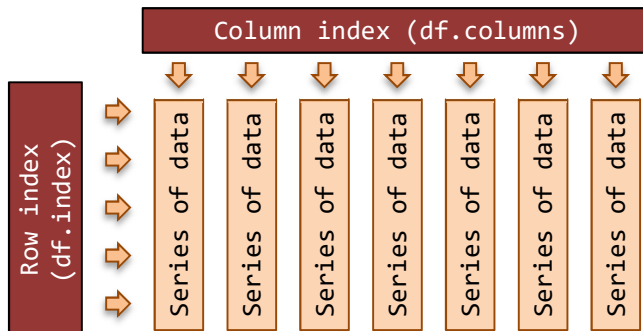 Column index (df.columns)
Row index
(df.index)
Series of data
Series of data
Series of data
Series of data
Series of data
Series of data
Series of data